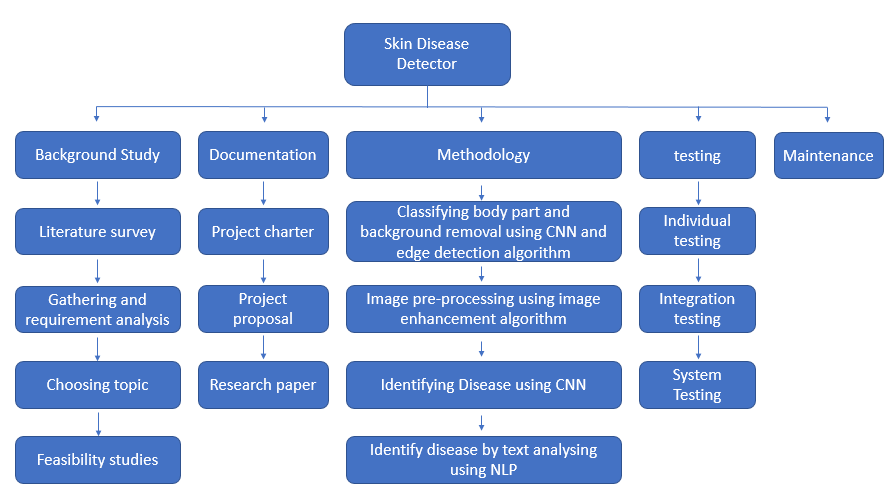 Skin Disease
Detector
Background Study
Documentation
Methodology
testing
Maintenance
Literature survey
Project charter
Classifying body part and
background removal using CNN and
edge detection algorithm
Individual
testing
Gathering and
requirement analysis
Project
proposal
Image pre-processing using image
enhancement algorithm
Integration
testing
Choosing topic
Research paper
Identifying Disease using CNN
System
Testing
Feasibility studies
Identify disease by text analysing
using NLP